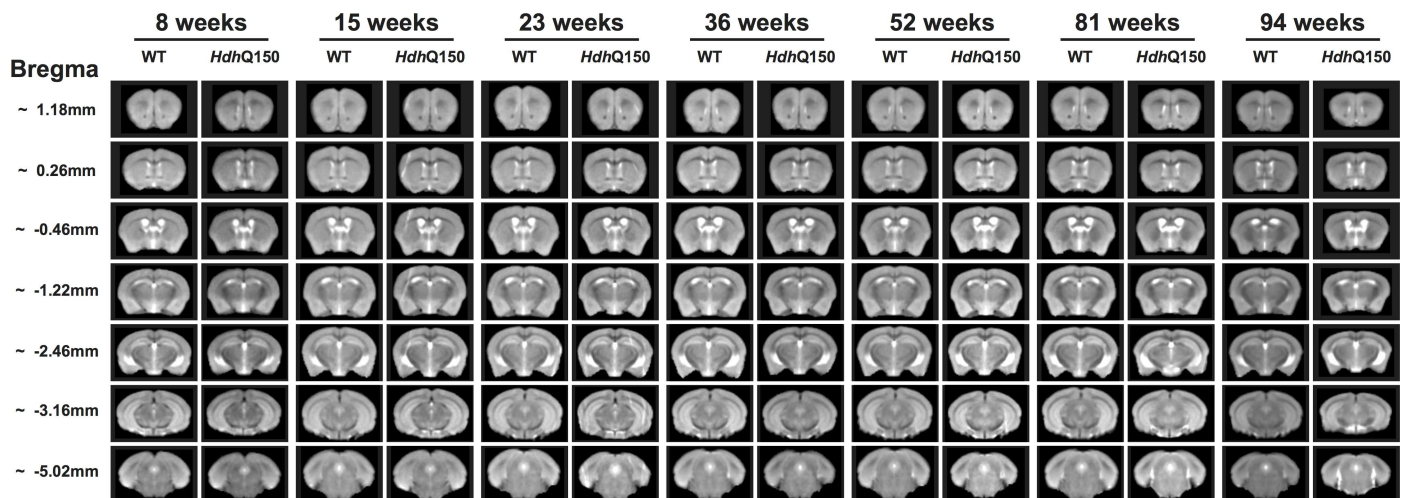 8 weeks 15 weeks 23 weeks 36 weeks 52 weeks 81 weeks 94 weeks
WT HdhQ150 WT HdhQ150 WT HdhQ150 WT HdhQ150 WT HdhQ150 WT HdhQ150 WT HdhQ150
Bregma
~ 1.18mm
~ 0.26mm
~ -0.46mm
~ -1.22mm
~ -2.46mm
~ -3.16mm
~ -5.02mm